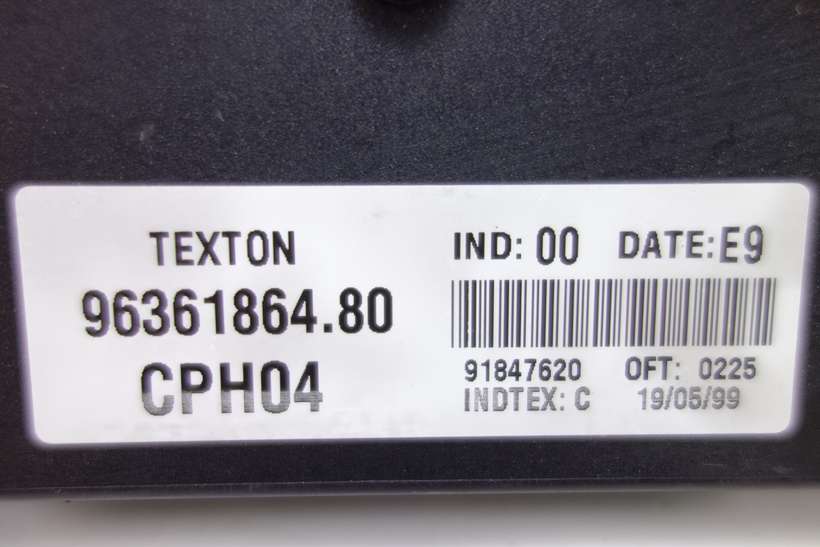 TEXTON
96361864.80
CPH04
IND: 00 DATE: E9
91847620 OFT: 0225
INDTEX: C 19/05/99